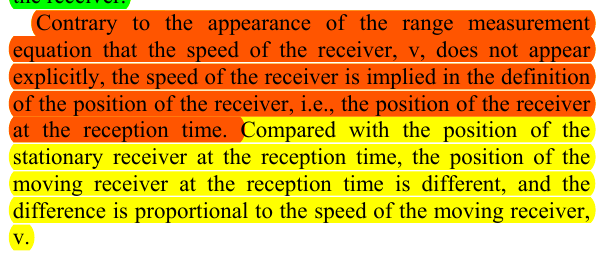 the receiver.
Contrary to the appearance of the range measurement
equation that the speed of the receiver, v, does not appear
explicitly, the speed of the receiver is implied in the definition
of the position of the receiver, i.e., the position of the receiver
at the reception time. Compared with the position of the
stationary receiver at the reception time, the position of the
moving receiver at the reception time is different, and the
difference is proportional to the speed of the moving receiver,
v.